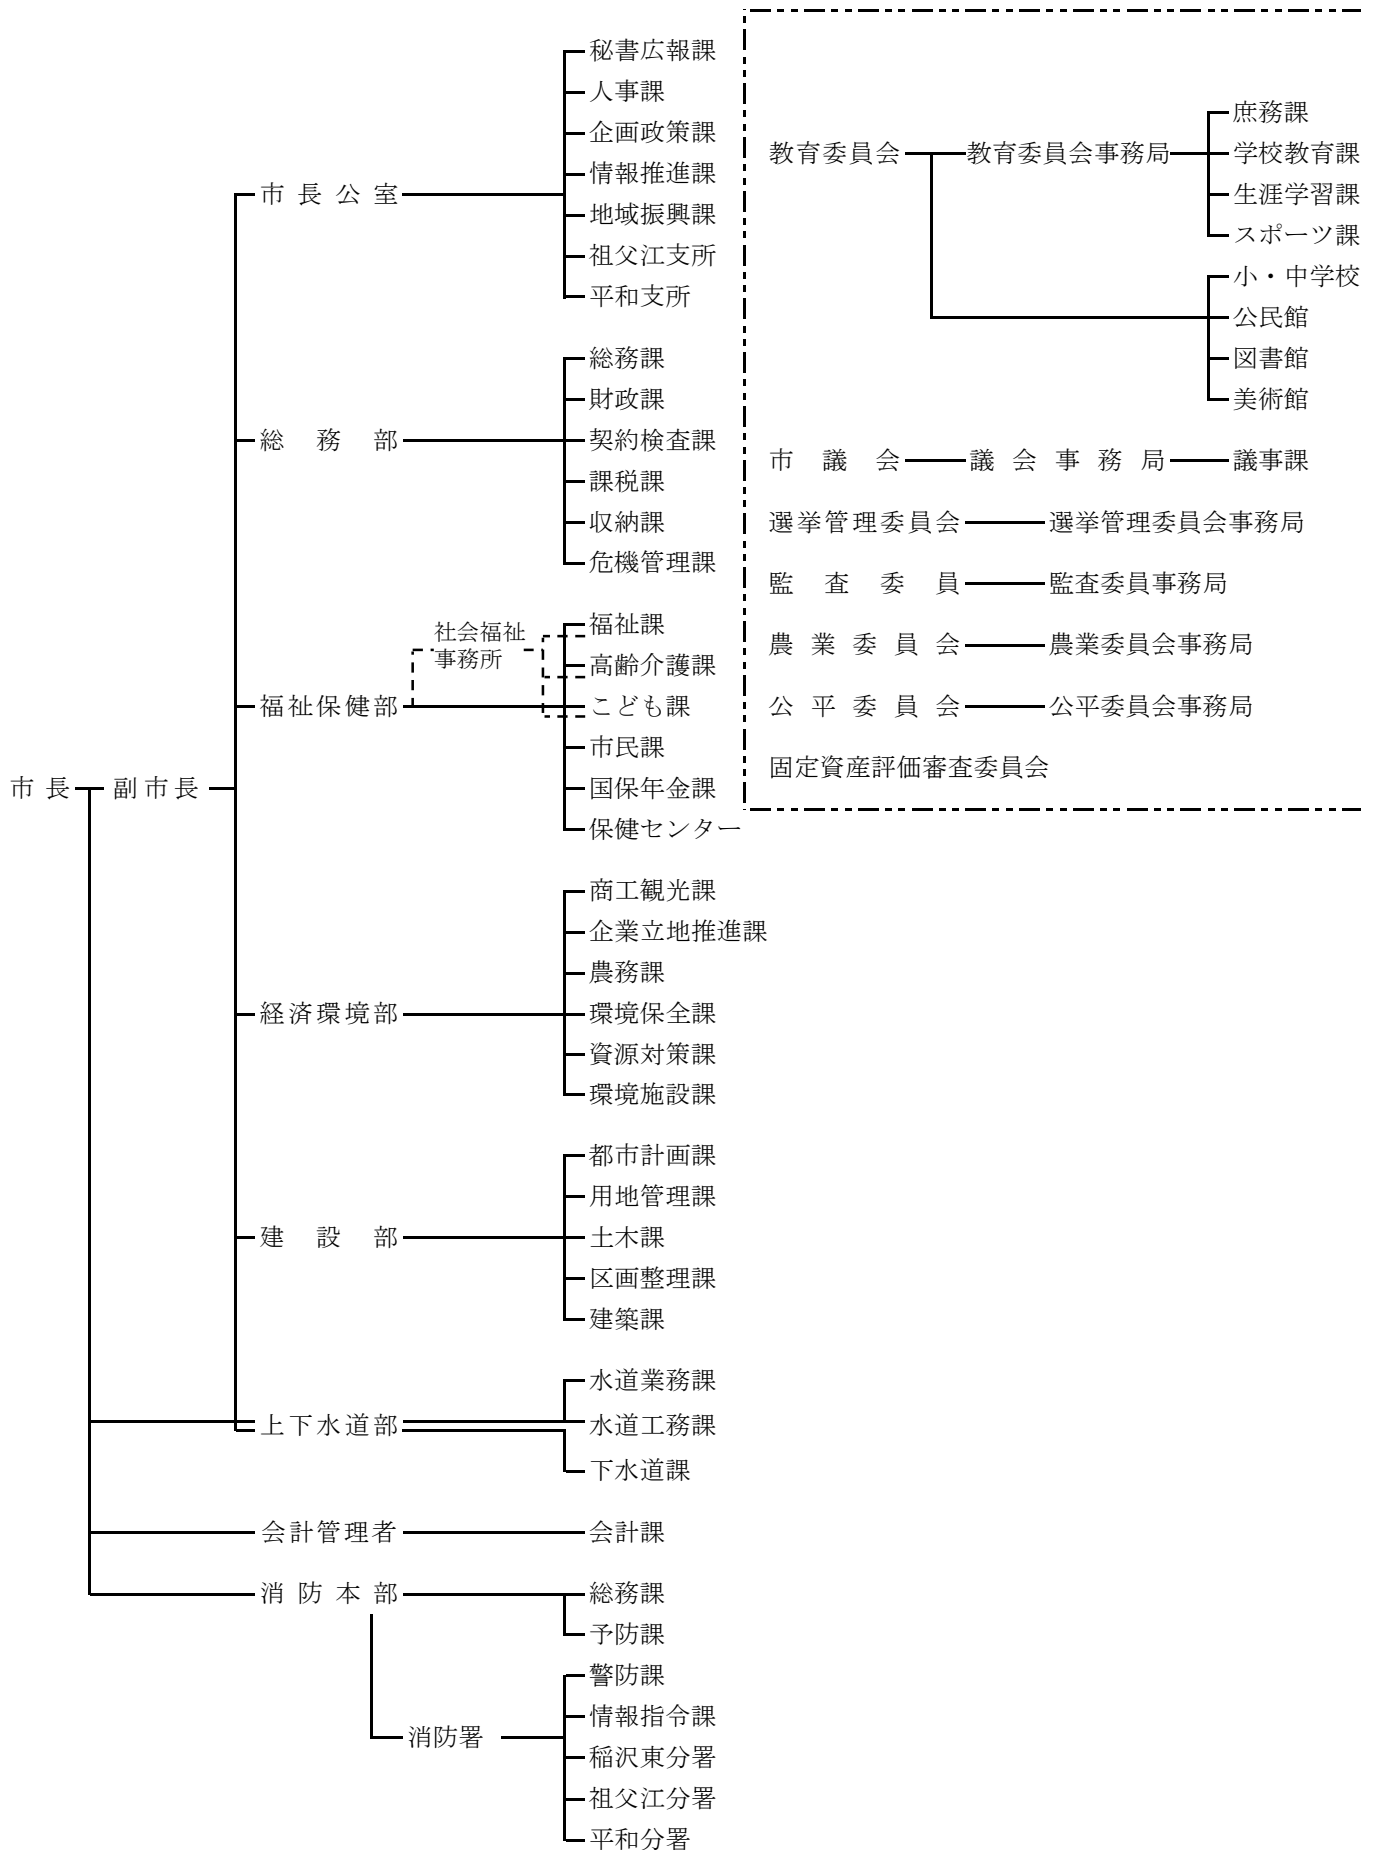 秘書広報課
人事課
企画政策課
情報推進課
市長公室
地域振興課
祖父江支所
平和支所
総務課
財政課
総務部
契約検査課
課税課
収納課
危機管理課
福祉課
社会福祉
事務所
高齢介護課
福祉保健部
こども課
市民課
市長
副市長
国保年金課
保健センター
商工観光課
企業立地推進課
農務課
経済環境部
環境保全課
資源対策課
環境施設課
都市計画課
用地管理課
建設部
土木課
区画整理課
建築課
水道業務課
上下水道部
水道工務課
下水道課
会計管理者
会計課
消防本部
総務課
予防課
警防課
情報指令課
消防署
稲沢東分署
祖父江分署
平和分署
庶務課
教育委員会
教育委員会事務局
学校教育課
生涯学習課
スポーツ課
小・中学校
公民館
図書館
美術館
市議会
議会事務局
議事課
選挙管理委員会
選挙管理委員会事務局
監査委員
監査委員事務局
農業委員会
農業委員会事務局
公平委員会
公平委員会事務局
固定資産評価審査委員会